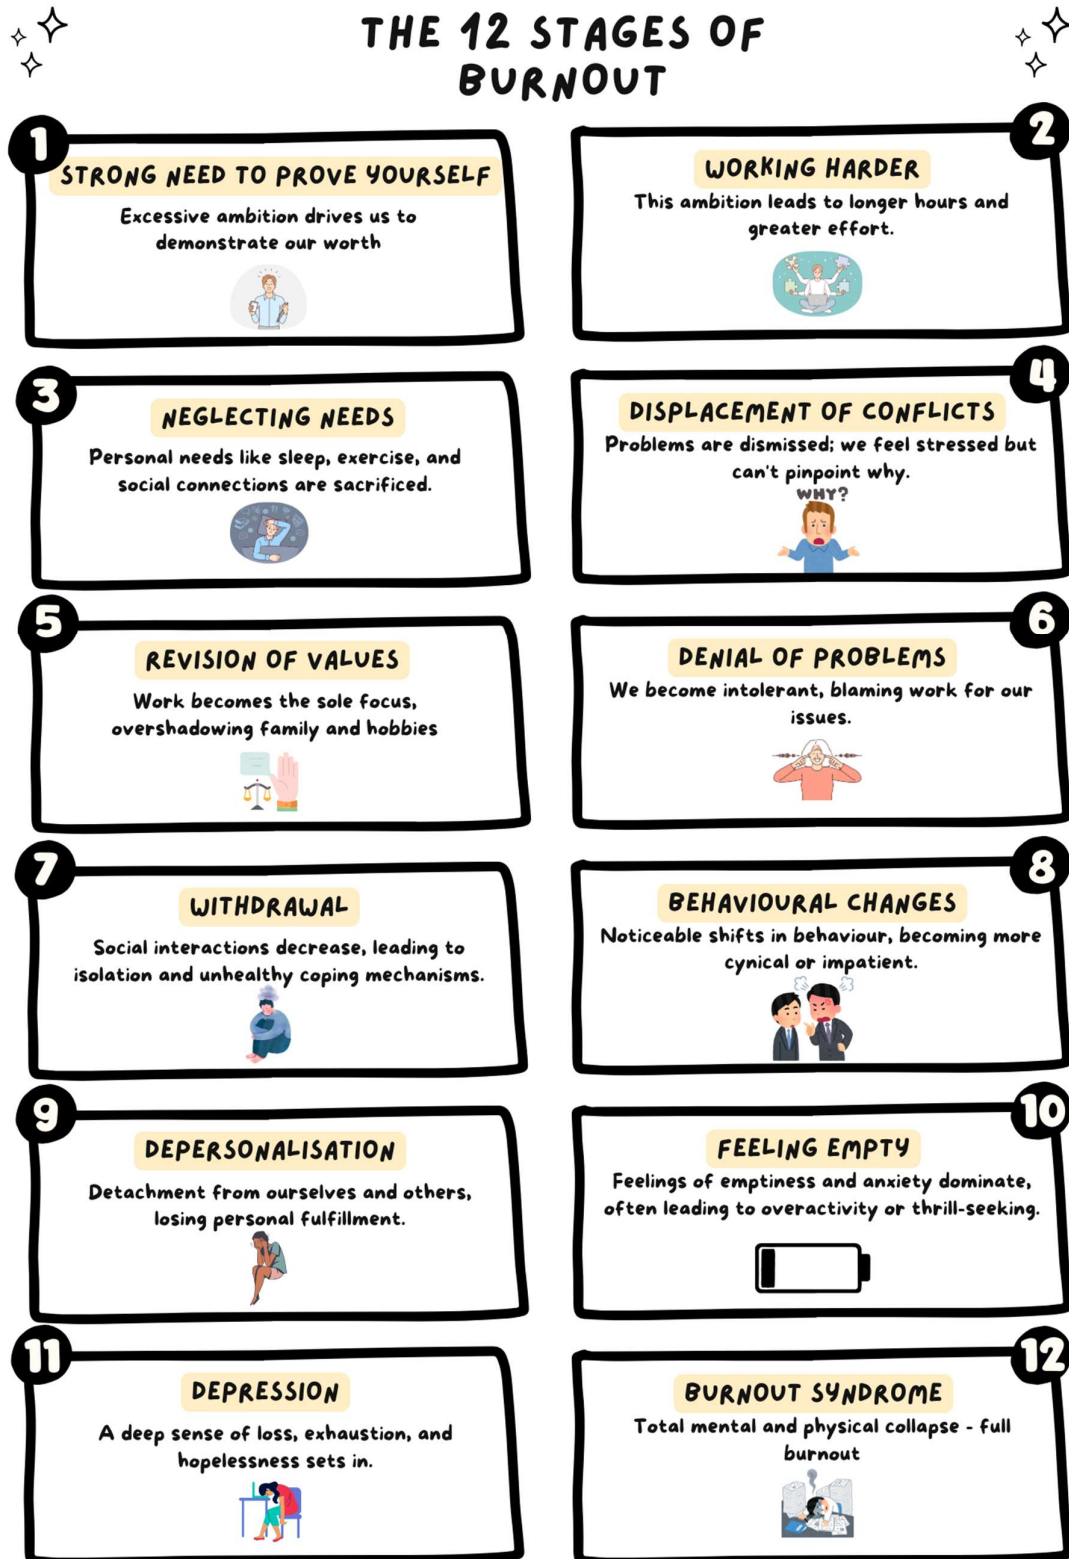 THE 12 STAGES OF
BURNOUT
1
STRONG NEED TO PROVE YOURSELF
Excessive ambition drives us to
demonstrate our worth
2
WORKING HARDER
This ambition leads to longer hours and
greater effort.
3
NEGLECTING NEEDS
Personal needs like sleep, exercise, and
social connections are sacrificed.
4
DISPLACEMENT OF CONFLICTS
Problems are dismissed; we feel stressed but
can't pinpoint why.
WHY?
5
REVISION OF VALUES
Work becomes the sole focus,
overshadowing family and hobbies
6
DENIAL OF PROBLEMS
We become intolerant, blaming work for our
issues.
7
WITHDRAWAL
Social interactions decrease, leading to
isolation and unhealthy coping mechanisms.
8
BEHAVIOURAL CHANGES
Noticeable shifts in behaviour, becoming more
cynical or impatient.
9
DEPERSONALISATION
Detachment from ourselves and others,
losing personal fulfillment.
10
FEELING EMPTY
Feelings of emptiness and anxiety dominate,
often leading to overactivity or thrill-seeking.
11
DEPRESSION
A deep sense of loss, exhaustion, and
hopelessness sets in.
12
BURNOUT SYNDROME
Total mental and physical collapse - full
burnout